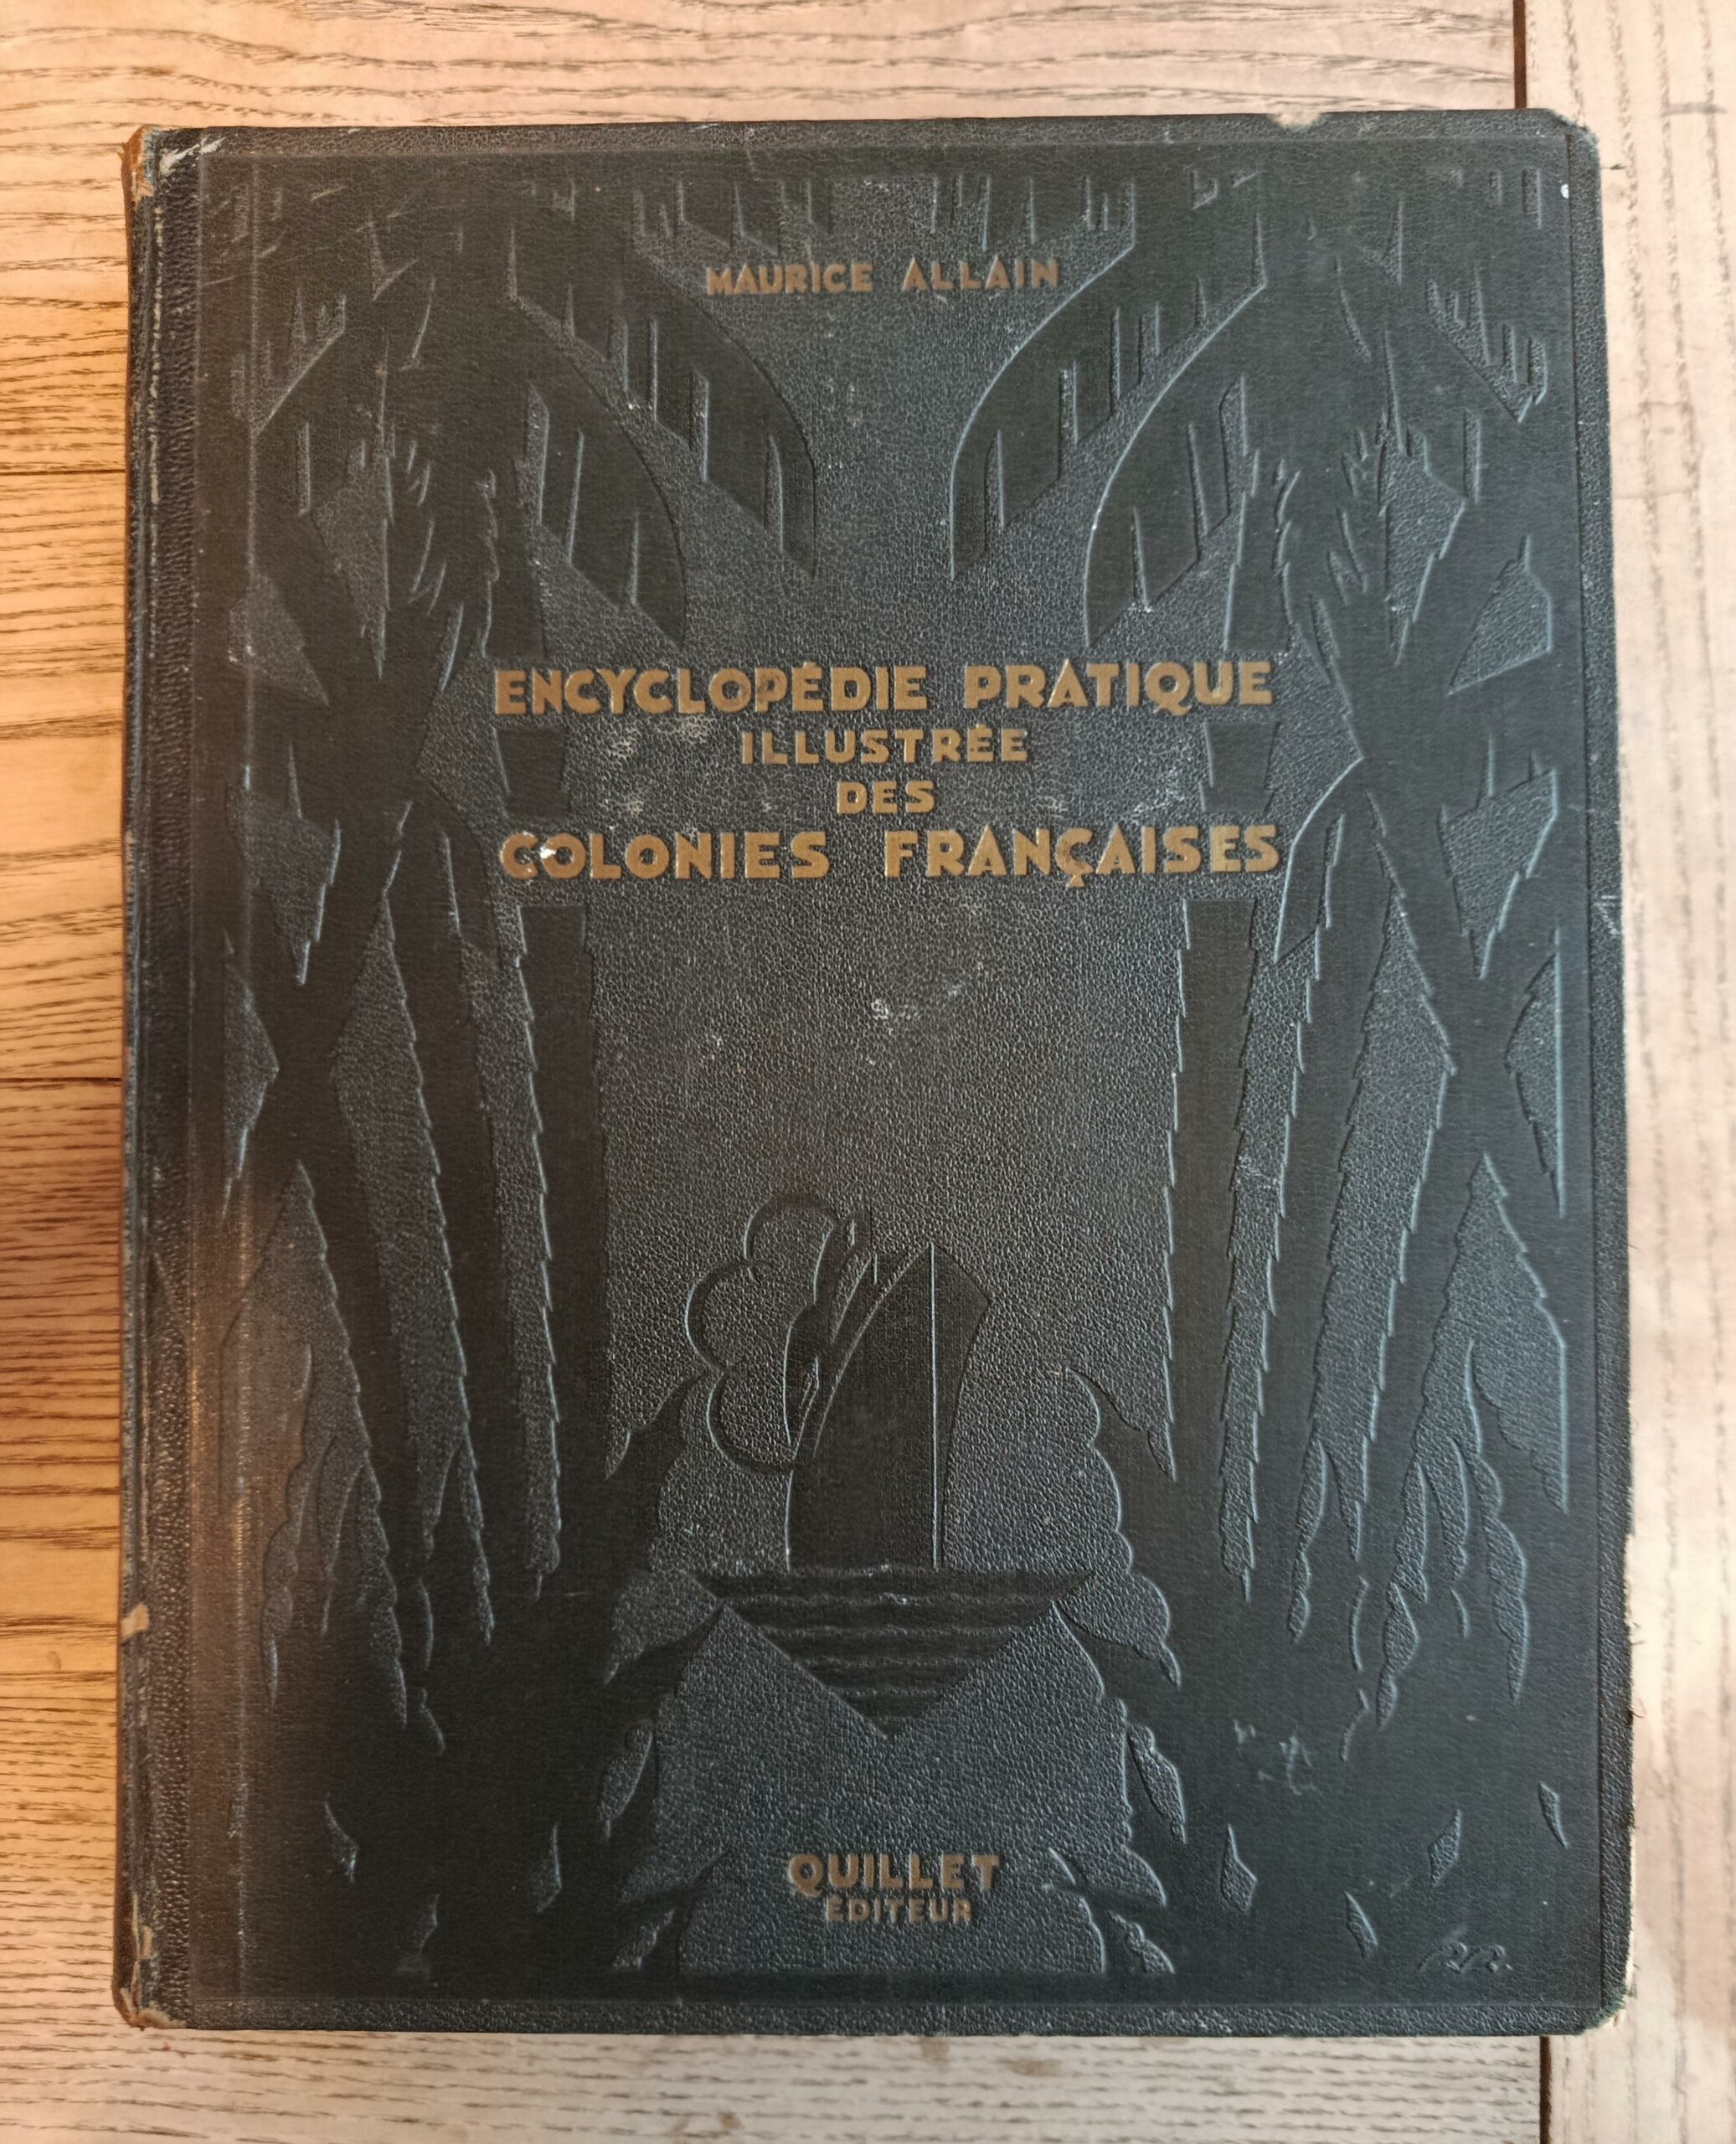 MAURICE ALLAIN
ENCYCLOPÉDIE PRATIQUE
ILLUSTRÉE
DES
COLONIES FRANÇAISES
QUILLET
ÉDITEUR